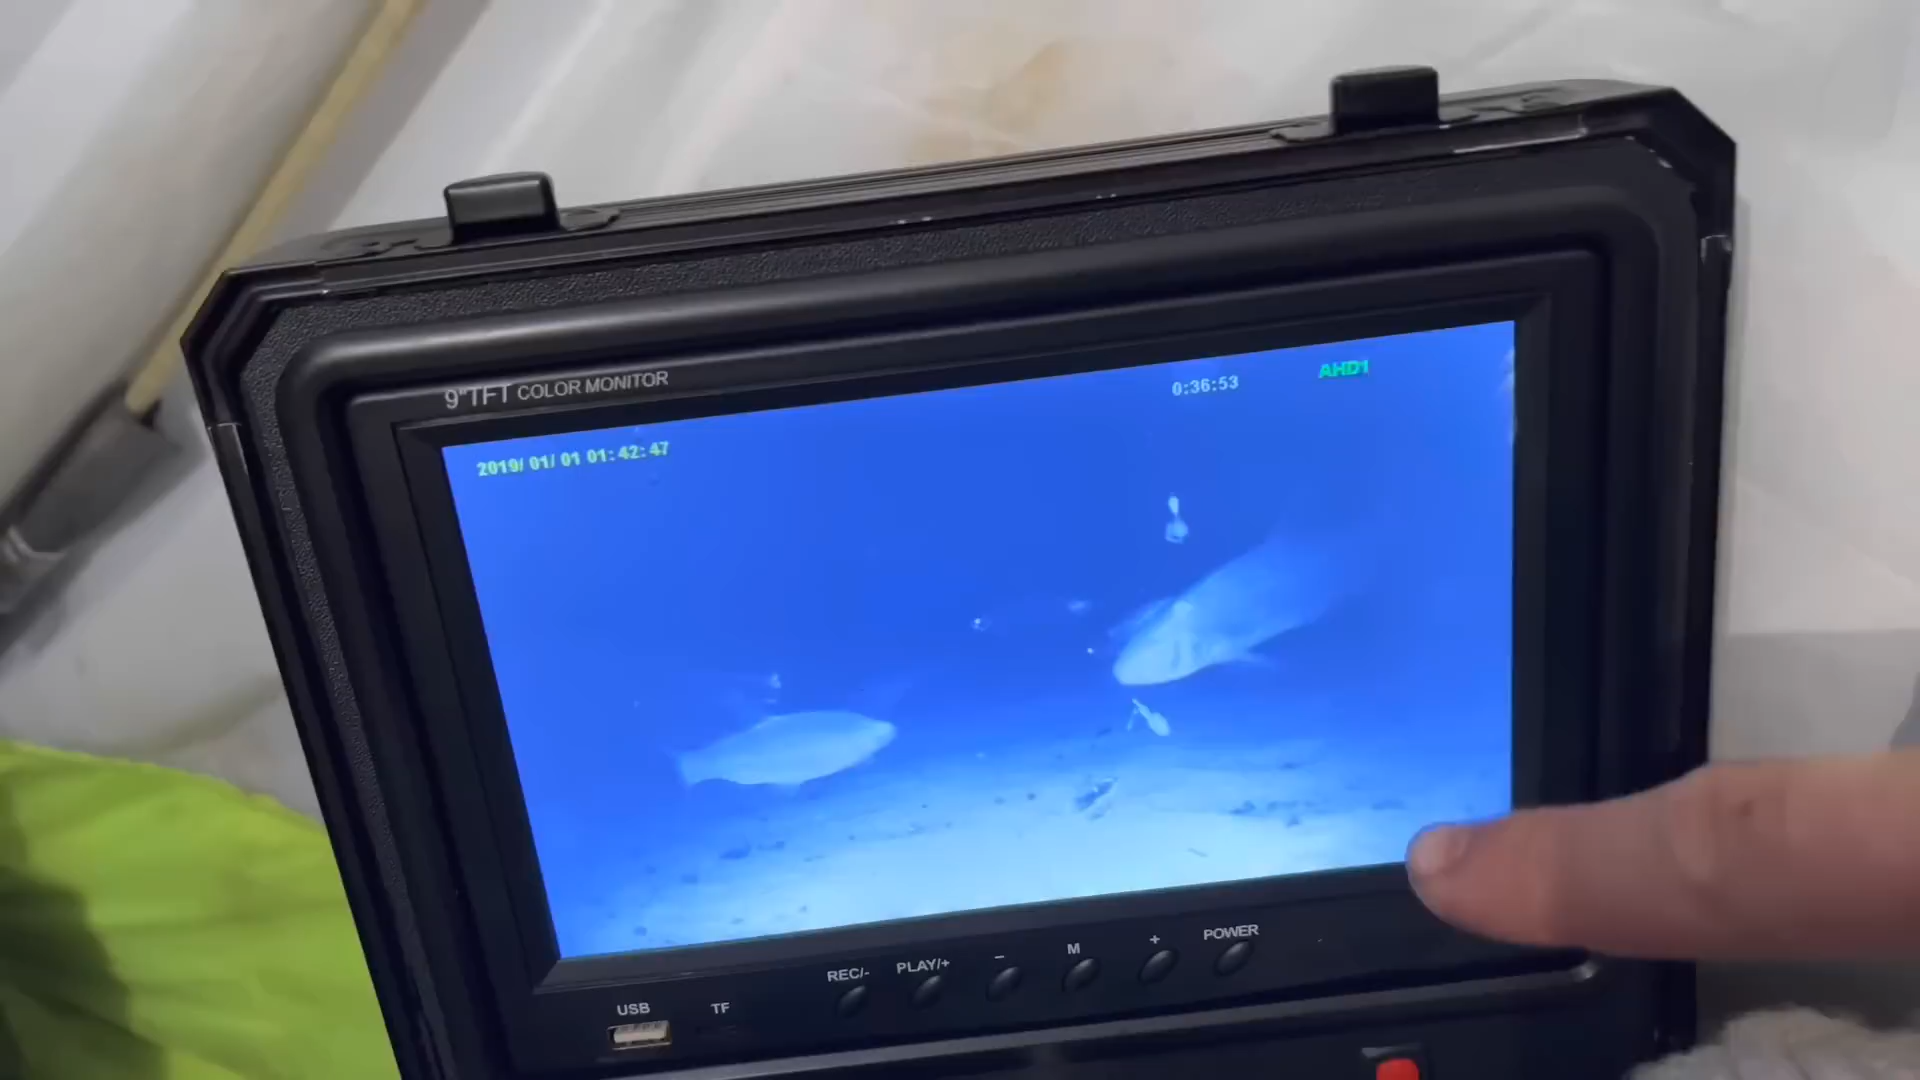 9"TFT COLOR MONITOR
0:36:53
AHD1
2019/ 01/ 01 01:42:47
REC/-
PLAY/+
-
M
+
POWER
USB
TF